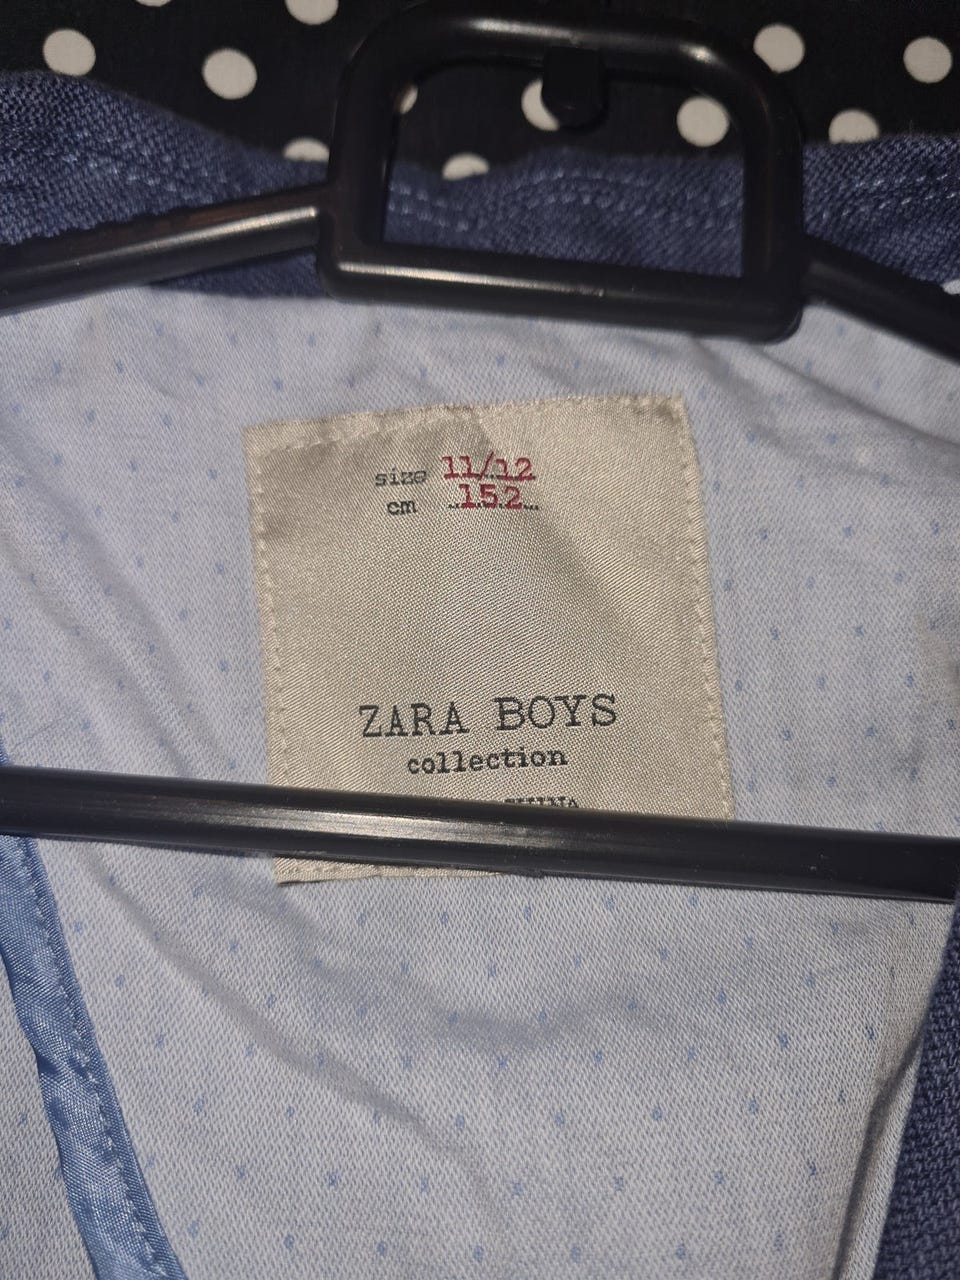 size 11/12
cm 152
ZARA BOYS
collection